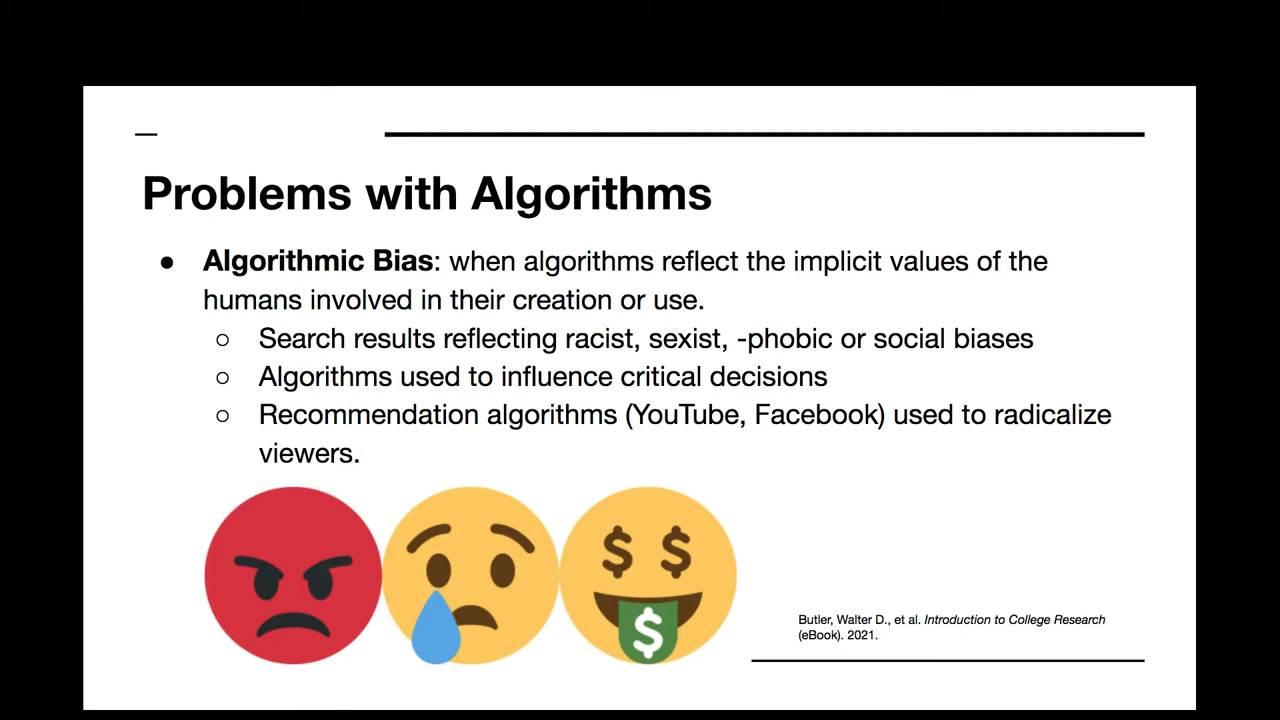 Problems with Algorithms
● Algorithmic Bias: when algorithms reflect the implicit values of the
humans involved in their creation or use.
○ Search results reflecting racist, sexist, -phobic or social biases
○ Algorithms used to influence critical decisions
○ Recommendation algorithms (YouTube, Facebook) used to radicalize
viewers.
$ $
$
Butler, Walter D., et al. Introduction to College Research
(eBook). 2021.